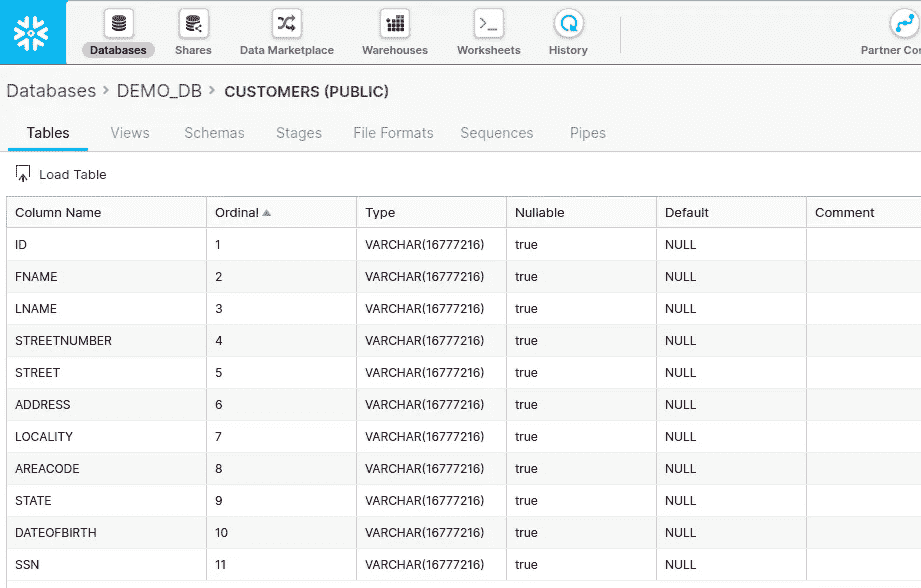 Databases Shares Data Marketplace Warehouses Worksheets History Partner Co
Databases > DEMO_DB > CUSTOMERS (PUBLIC)
Tables Views Schemas Stages File Formats Sequences Pipes
Load Table
Column Name Ordinal Type Nullable Default Comment
ID 1 VARCHAR(16777216) true NULL
FNAME 2 VARCHAR(16777216) true NULL
LNAME 3 VARCHAR(16777216) true NULL
STREETNUMBER 4 VARCHAR(16777216) true NULL
STREET 5 VARCHAR(16777216) true NULL
ADDRESS 6 VARCHAR(16777216) true NULL
LOCALITY 7 VARCHAR(16777216) true NULL
AREACODE 8 VARCHAR(16777216) true NULL
STATE 9 VARCHAR(16777216) true NULL
DATEOFBIRTH 10 VARCHAR(16777216) true NULL
SSN 11 VARCHAR(16777216) true NULL